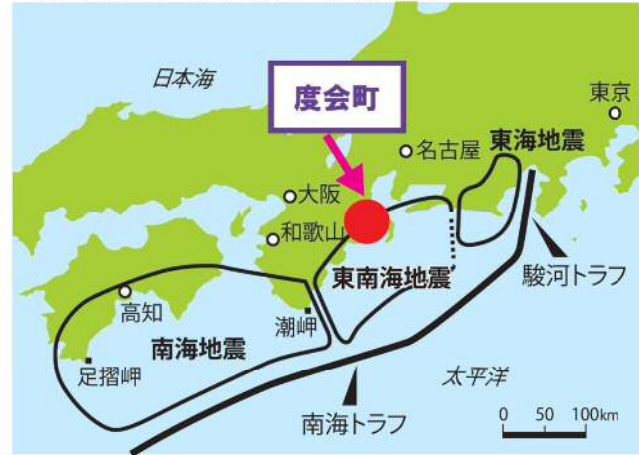 日本海
度会町
東京
名古屋
東海地震
大阪
和歌山
東南海地震
駿河トラフ
高知
潮岬
南海地震
足摺岬
太平洋
南海トラフ
0 50 100km